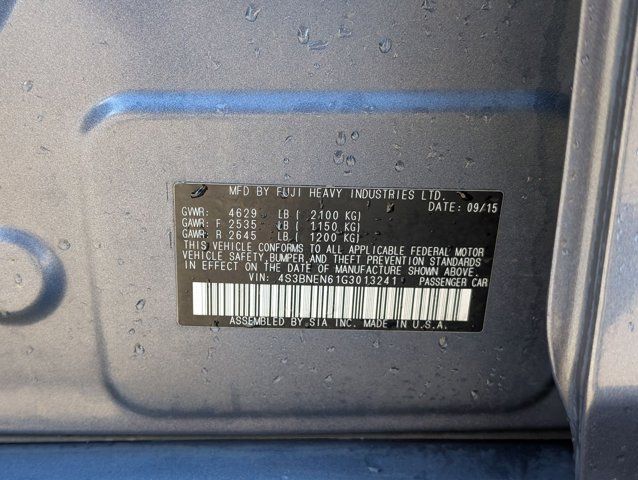 MFD BY FUJI HEAVY INDUSTRIES LTD.
DATE: 09/15
GVWR: 4629 LB ( 2100 KG)
GAWR: F 2535 LB ( 1150 KG)
GAWR: R 2645 LB ( 1200 KG)
THIS VEHICLE CONFORMS TO ALL APPLICABLE FEDERAL MOTOR
VEHICLE SAFETY,BUMPER, AND THEFT PREVENTION STANDARDS
IN EFFECT ON THE DATE OF MANUFACTURE SHOWN ABOVE.
VIN: 4S3BNEN61G3013241 PASSENGER CAR
ASSEMBLED BY SIA INC. MADE IN U.S.A.